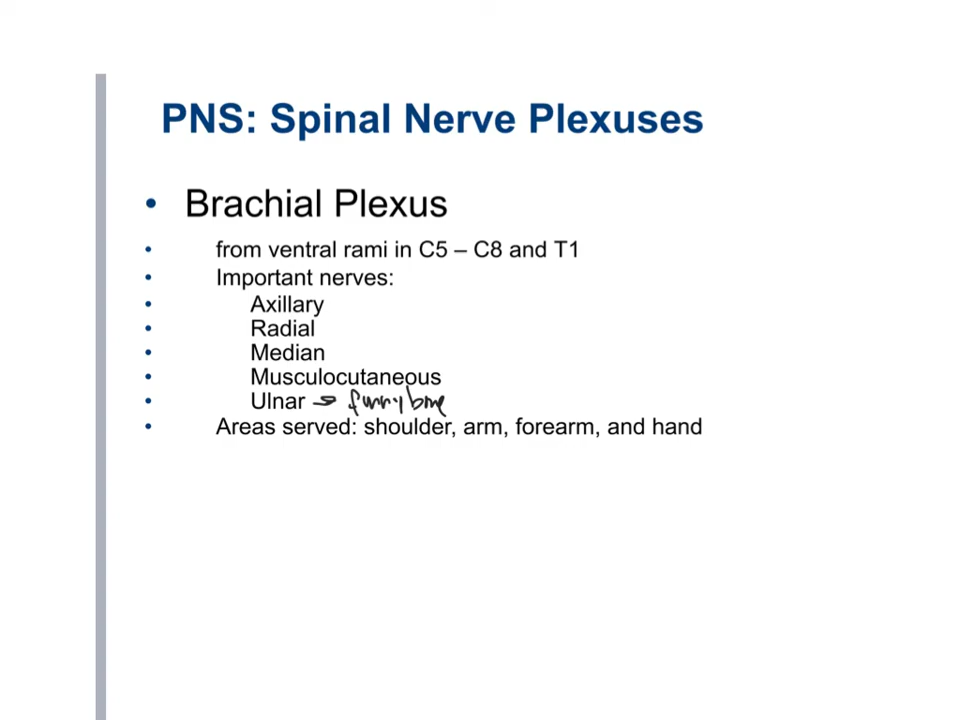 PNS: Spinal Nerve Plexuses
• Brachial Plexus
• from ventral rami in C5 – C8 and T1
• Important nerves:
• Axillary
• Radial
• Median
• Musculocutaneous
• Ulnar → funny bone
• Areas served: shoulder, arm, forearm, and hand